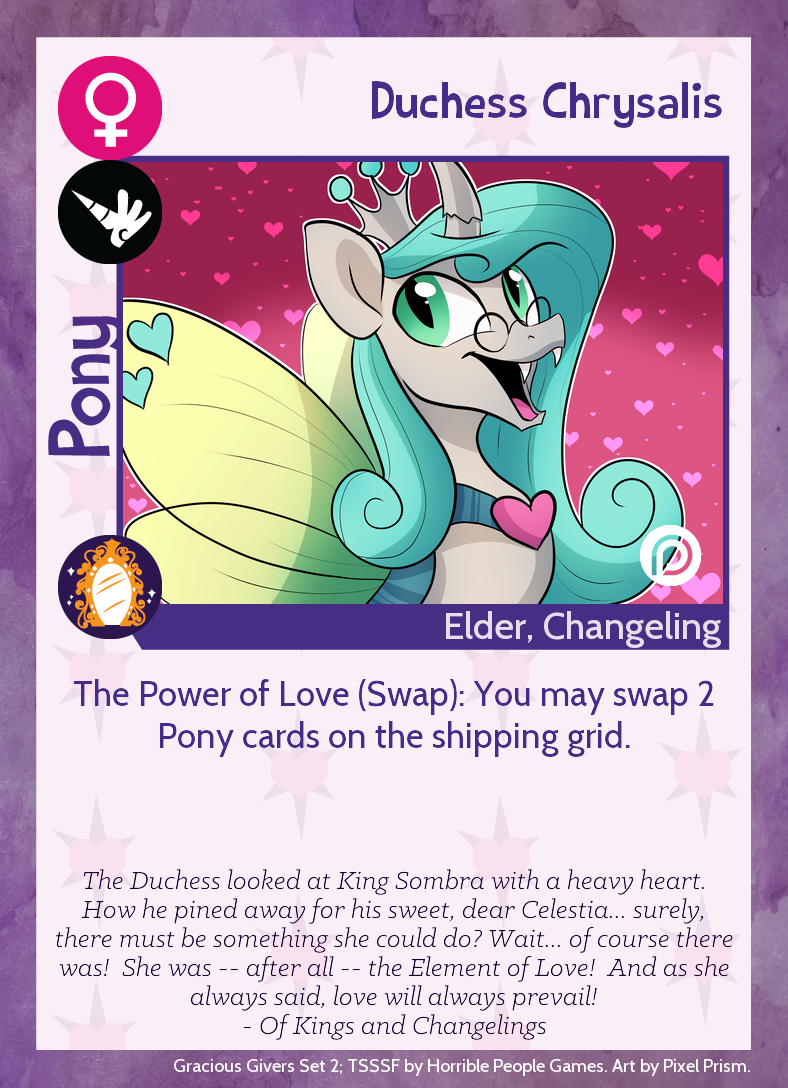 Duchess Chrysalis
Pony
Elder, Changeling
The Power of Love (Swap): You may swap 2
Pony cards on the shipping grid.
The Duchess looked at King Sombra with a heavy heart.
How he pined away for his sweet, dear Celestia... surely,
there must be something she could do? Wait... of course there
was!  She was -- after all -- the Element of Love!  And as she
always said, love will always prevail!
- Of Kings and Changelings
Gracious Givers Set 2; TSSSF by Horrible People Games. Art by Pixel Prism.